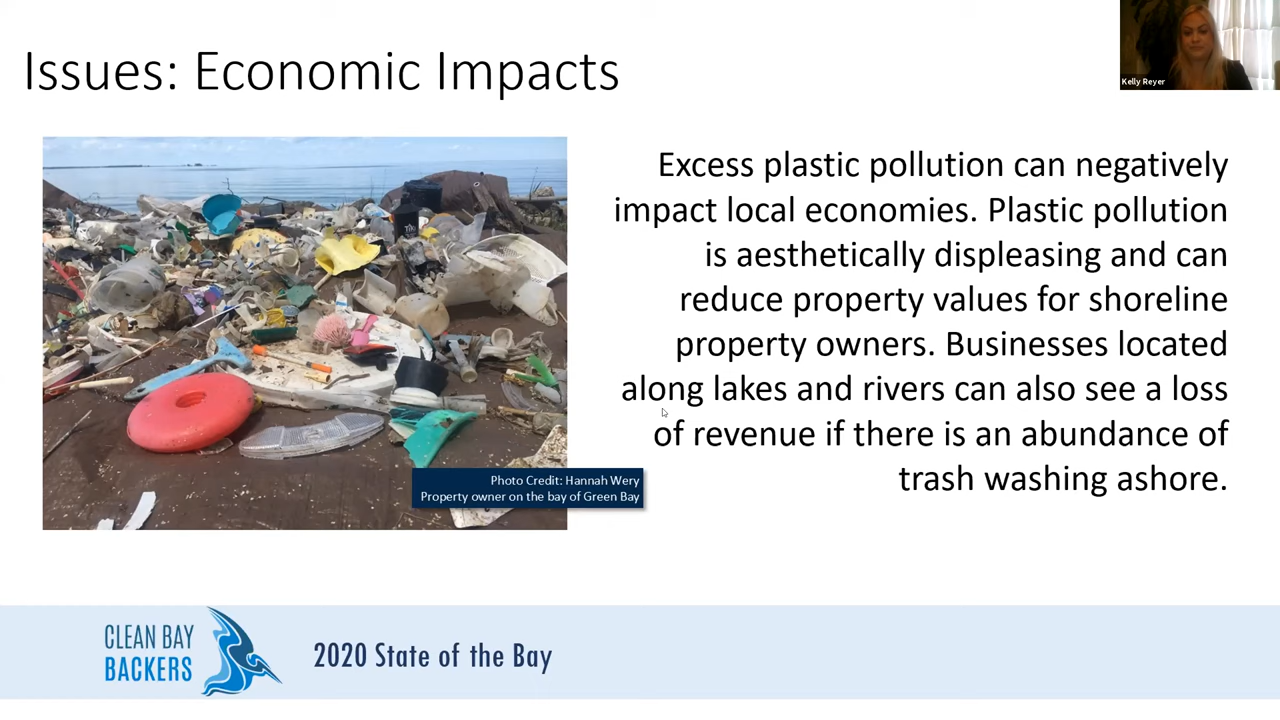 Issues: Economic Impacts
Kelly Reyer
Excess plastic pollution can negatively
impact local economies. Plastic pollution
is aesthetically displeasing and can
reduce property values for shoreline
property owners. Businesses located
along lakes and rivers can also see a loss
of revenue if there is an abundance of
trash washing ashore.
Tiki
Photo Credit: Hannah Wery
Property owner on the bay of Green Bay
CLEAN BAY
BACKERS
2020 State of the Bay